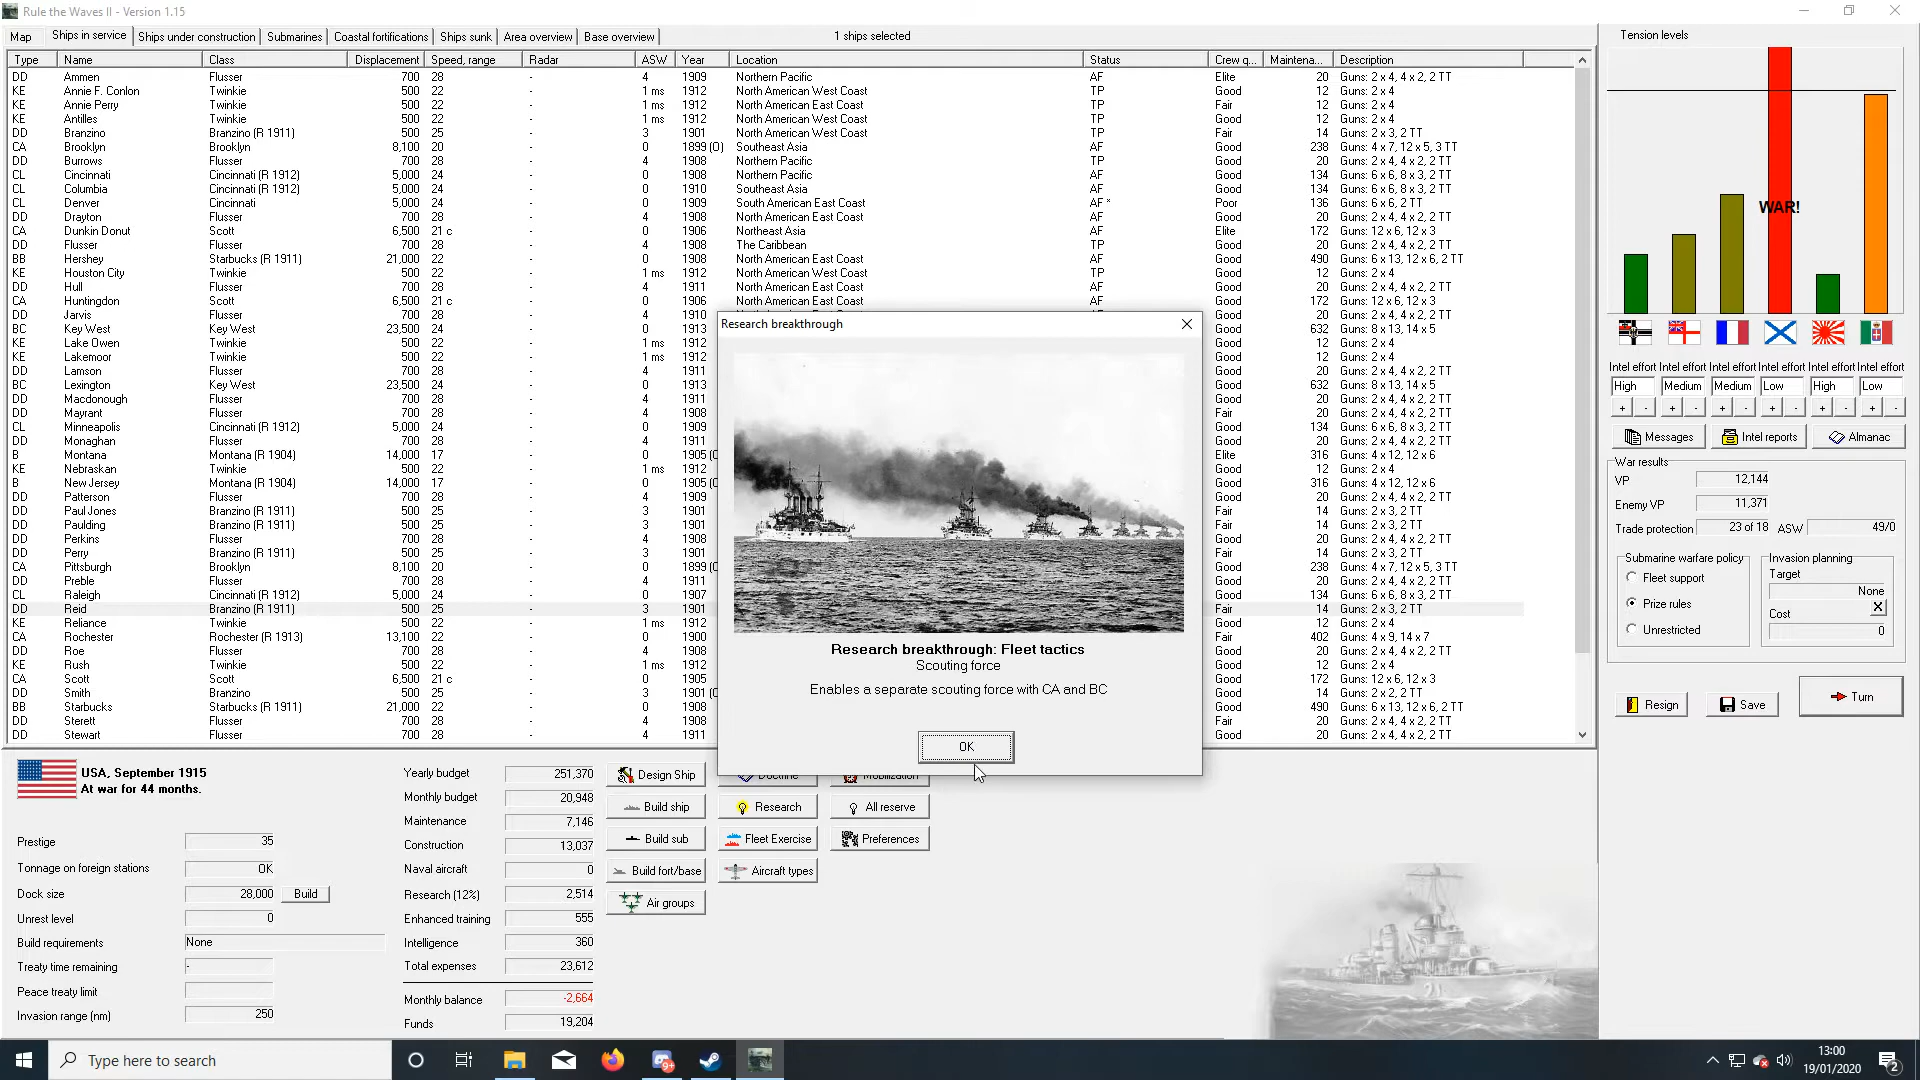 Rule the Waves II - Version 1.15
Map Ships in service Ships under construction Submarines Coastal fortifications Ships sunk Area overview Base overview 1 ships selected
Type Name Class Displacement Speed, range Radar ASW Year Location Status Crew q... Maintena... Description
DD Ammen Flusser 700 28 - 4 1909 Northern Pacific AF Elite 20 Guns: 2 x 4, 4 x 2, 2 TT
KE Annie F. Conlon Twinkie 500 22 - 1 ms 1912 North American West Coast TP Good 12 Guns: 2 x 4
KE Annie Perry Twinkie 500 22 - 1 ms 1912 North American East Coast TP Fair 12 Guns: 2 x 4
KE Antilles Twinkie 500 22 - 1 ms 1912 North American West Coast TP Good 12 Guns: 2 x 4
DD Branzino Branzino (R 1911) 500 25 - 3 1901 North American West Coast TP Fair 14 Guns: 2 x 3, 2 TT
CA Brooklyn Brooklyn 8,100 20 - 0 1899 (O) Southeast Asia AF Good 238 Guns: 4 x 7, 12 x 5, 3 TT
DD Burrows Flusser 700 28 - 4 1908 Northern Pacific TP Good 20 Guns: 2 x 4, 4 x 2, 2 TT
CL Cincinnati Cincinnati (R 1912) 5,000 24 - 0 1908 Northern Pacific AF Good 134 Guns: 6 x 6, 8 x 3, 2 TT
CL Columbia Cincinnati (R 1912) 5,000 24 - 0 1910 Southeast Asia AF Good 134 Guns: 6 x 6, 8 x 3, 2 TT
CL Denver Cincinnati 5,000 24 - 0 1909 South American East Coast AF * Poor 136 Guns: 6 x 6, 2 TT
DD Drayton Flusser 700 28 - 4 1908 North American East Coast AF Good 20 Guns: 2 x 4, 4 x 2, 2 TT
CA Dunkin Donut Scott 6,500 21 c - 0 1906 Northeast Asia AF Elite 172 Guns: 12 x 6, 12 x 3
DD Flusser Flusser 700 28 - 4 1908 The Caribbean TP Good 20 Guns: 2 x 4, 4 x 2, 2 TT
BB Hershey Starbucks (R 1911) 21,000 22 - 0 1908 North American East Coast AF Good 490 Guns: 6 x 13, 12 x 6, 2 TT
KE Houston City Twinkie 500 22 - 1 ms 1912 North American West Coast TP Good 12 Guns: 2 x 4
DD Hull Flusser 700 28 - 4 1911 North American East Coast AF Good 20 Guns: 2 x 4, 4 x 2, 2 TT
CA Huntingdon Scott 6,500 21 c - 0 1906 North American East Coast AF Good 172 Guns: 12 x 6, 12 x 3
DD Jarvis Flusser 700 28 - 4 1910 Good 20 Guns: 2 x 4, 4 x 2, 2 TT
BC Key West Key West 23,500 24 - 0 1913 Good 632 Guns: 8 x 13, 14 x 5
KE Lake Owen Twinkie 500 22 - 1 ms 1912 Good 12 Guns: 2 x 4
KE Lakemoor Twinkie 500 22 - 1 ms 1912 Good 12 Guns: 2 x 4
DD Lamson Flusser 700 28 - 4 1911 Good 20 Guns: 2 x 4, 4 x 2, 2 TT
BC Lexington Key West 23,500 24 - 0 1913 Good 632 Guns: 8 x 13, 14 x 5
DD Macdonough Flusser 700 28 - 4 1911 Good 20 Guns: 2 x 4, 4 x 2, 2 TT
DD Mayrant Flusser 700 28 - 4 1908 Fair 20 Guns: 2 x 4, 4 x 2, 2 TT
CL Minneapolis Cincinnati (R 1912) 5,000 24 - 0 1909 Good 134 Guns: 6 x 6, 8 x 3, 2 TT
DD Monaghan Flusser 700 28 - 4 1911 Good 20 Guns: 2 x 4, 4 x 2, 2 TT
B Montana Montana (R 1904) 14,000 17 - 0 1905 (O Elite 316 Guns: 4 x 12, 12 x 6
KE Nebraskan Twinkie 500 22 - 1 ms 1912 Good 12 Guns: 2 x 4
B New Jersey Montana (R 1904) 14,000 17 - 0 1905 (O Good 316 Guns: 4 x 12, 12 x 6
DD Patterson Flusser 700 28 - 4 1909 Good 20 Guns: 2 x 4, 4 x 2, 2 TT
DD Paul Jones Branzino (R 1911) 500 25 - 3 1901 Fair 14 Guns: 2 x 3, 2 TT
DD Paulding Branzino (R 1911) 500 25 - 3 1901 Fair 14 Guns: 2 x 3, 2 TT
DD Perkins Flusser 700 28 - 4 1908 Good 20 Guns: 2 x 4, 4 x 2, 2 TT
DD Perry Branzino (R 1911) 500 25 - 3 1901 Fair 14 Guns: 2 x 3, 2 TT
CA Pittsburgh Brooklyn 8,100 20 - 0 1899 (O Good 238 Guns: 4 x 7, 12 x 5, 3 TT
DD Preble Flusser 700 28 - 4 1911 Good 20 Guns: 2 x 4, 4 x 2, 2 TT
CL Raleigh Cincinnati (R 1912) 5,000 24 - 0 1907 Good 134 Guns: 6 x 6, 8 x 3, 2 TT
DD Reid Branzino (R 1911) 500 25 - 3 1901 Fair 14 Guns: 2 x 3, 2 TT
KE Reliance Twinkie 500 22 - 1 ms 1912 Good 12 Guns: 2 x 4
CA Rochester Rochester (R 1913) 13,100 22 - 0 1900 Fair 402 Guns: 4 x 9, 14 x 7
DD Roe Flusser 700 28 - 4 1908 Good 20 Guns: 2 x 4, 4 x 2, 2 TT
KE Rush Twinkie 500 22 - 1 ms 1912 Good 12 Guns: 2 x 4
CA Scott Scott 6,500 21 c - 0 1905 Good 172 Guns: 12 x 6, 12 x 3
DD Smith Branzino 500 25 - 3 1901 (O Good 14 Guns: 2 x 2, 2 TT
BB Starbucks Starbucks (R 1911) 21,000 22 - 0 1908 Good 490 Guns: 6 x 13, 12 x 6, 2 TT
DD Sterett Flusser 700 28 - 4 1908 Fair 20 Guns: 2 x 4, 4 x 2, 2 TT
DD Stewart Flusser 700 28 - 4 1911 Good 20 Guns: 2 x 4, 4 x 2, 2 TT
Research breakthrough
Research breakthrough: Fleet tactics
Scouting force
Enables a separate scouting force with CA and BC
OK
Tension levels
WAR!
Intel effort Intel effort Intel effort Intel effort Intel effort Intel effort
High Medium Medium Low High Low
+ - + - + - + - + - + -
Messages Intel reports Almanac
War results
VP 12,144
Enemy VP 11,371
Trade protection 23 of 18 ASW 49/0
Submarine warfare policy Invasion planning
Fleet support Target
None
Prize rules Cost
Unrestricted 0
Resign Save Turn
USA, September 1915
At war for 44 months.
Prestige 35
Tonnage on foreign stations OK
Dock size 28,000 Build
Unrest level 0
Build requirements None
Treaty time remaining -
Peace treaty limit
Invasion range (nm) 250
Yearly budget 251,370
Monthly budget 20,948
Maintenance 7,146
Construction 13,037
Naval aircraft 0
Research (12%) 2,514
Enhanced training 555
Intelligence 360
Total expenses 23,612
Monthly balance -2,664
Funds 19,204
Design Ship Doctrine Mobilization
Build ship Research All reserve
Build sub Fleet Exercise Preferences
Build fort/base Aircraft types
Air groups
21
Type here to search
9+
13:00
19/01/2020
2